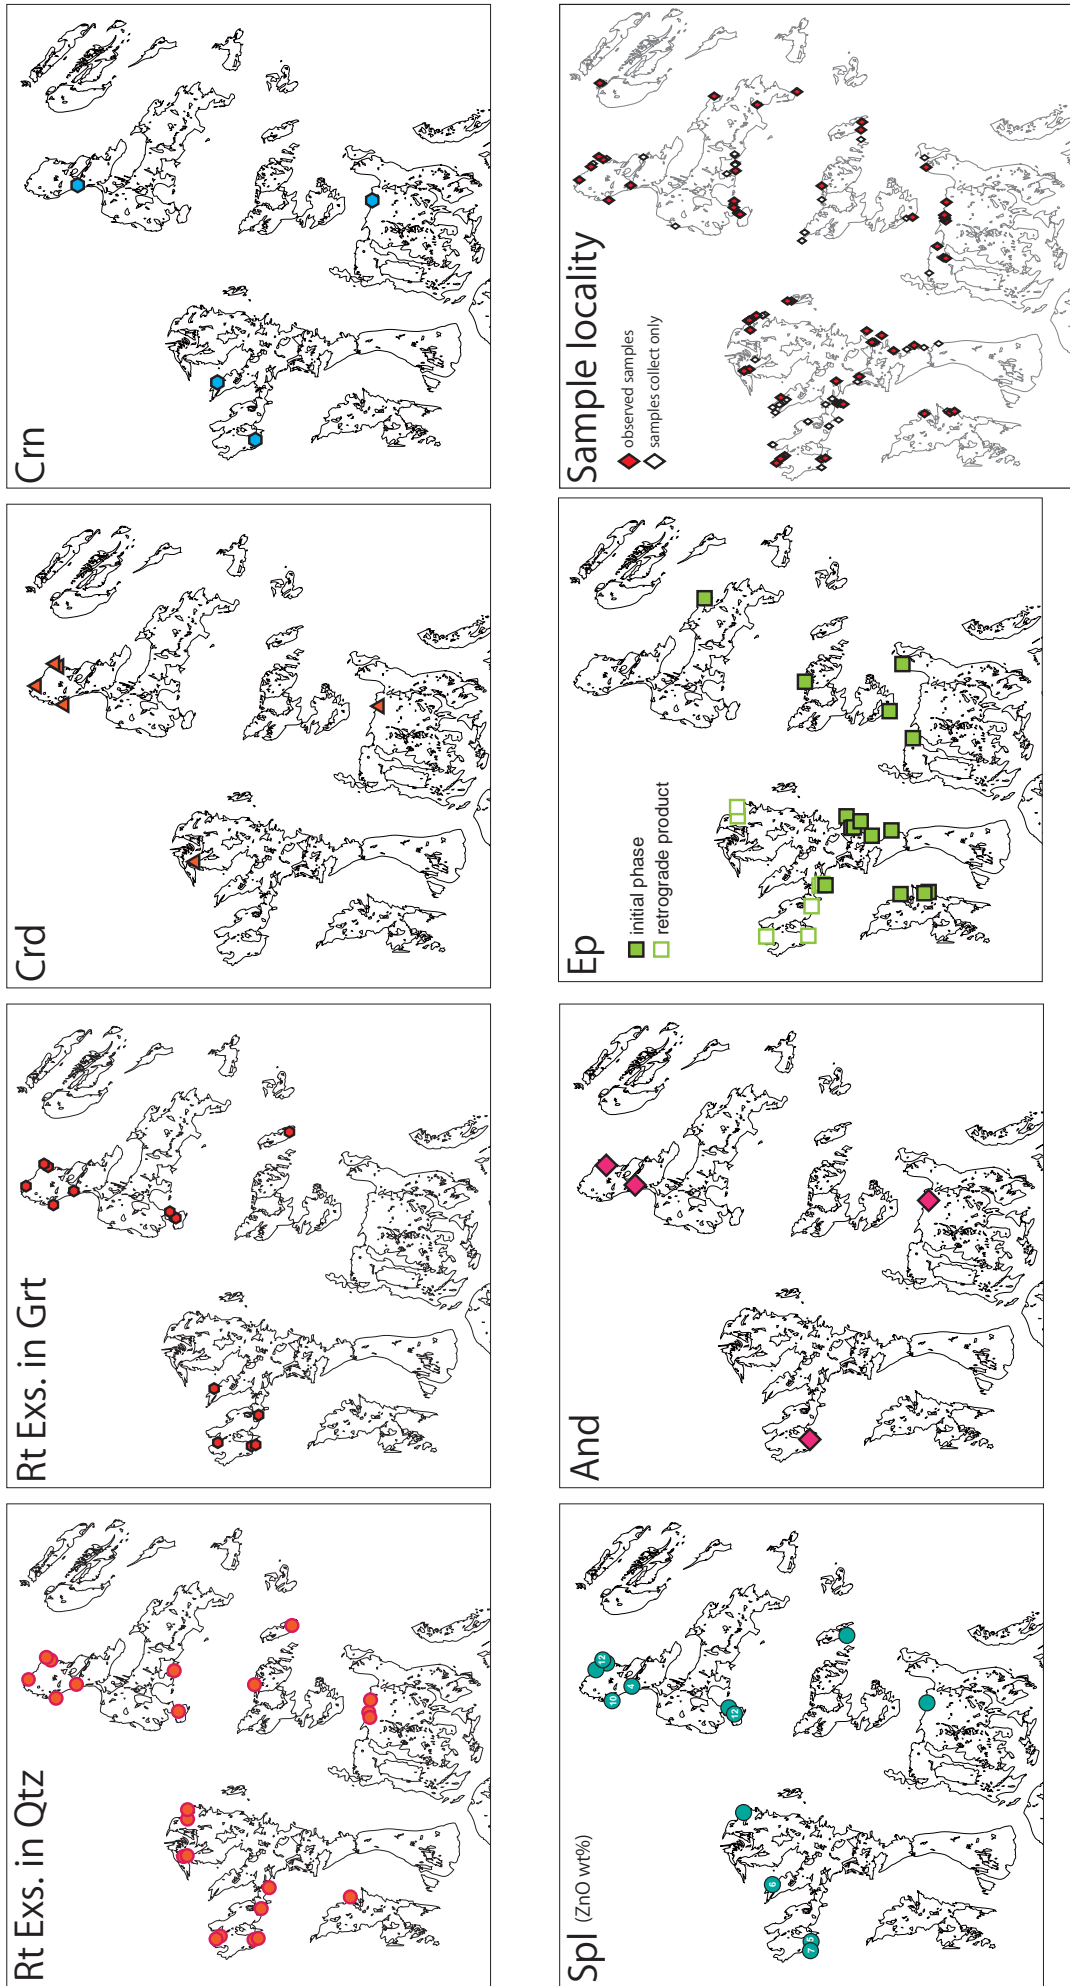 Rt Exs. in Qtz
Rt Exs. in Grt
Crd
Crn
Spl (ZnO wt%)
7
5
6
10
12
4
12
And
Ep
initial phase
retrograde product
Sample locality
observed samples
samples collect only